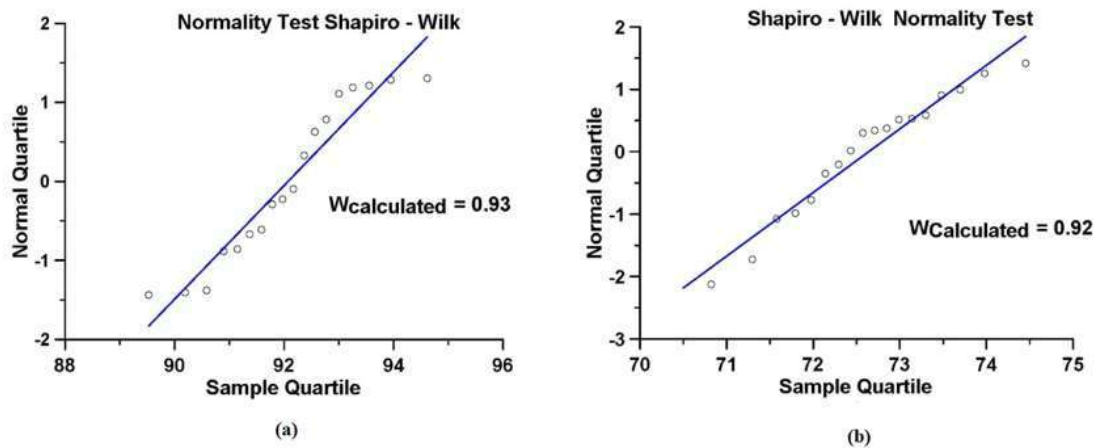 Normality Test Shapiro - Wilk
2
1
0
-1
-2
Normal Quartile
Wcalculated = 0.93
88
90
92
94
96
Sample Quartile
(a)
Shapiro - Wilk Normality Test
2
1
0
-1
-2
-3
Normal Quartile
WCalculated = 0.92
70
71
72
73
74
75
Sample Quartile
(b)